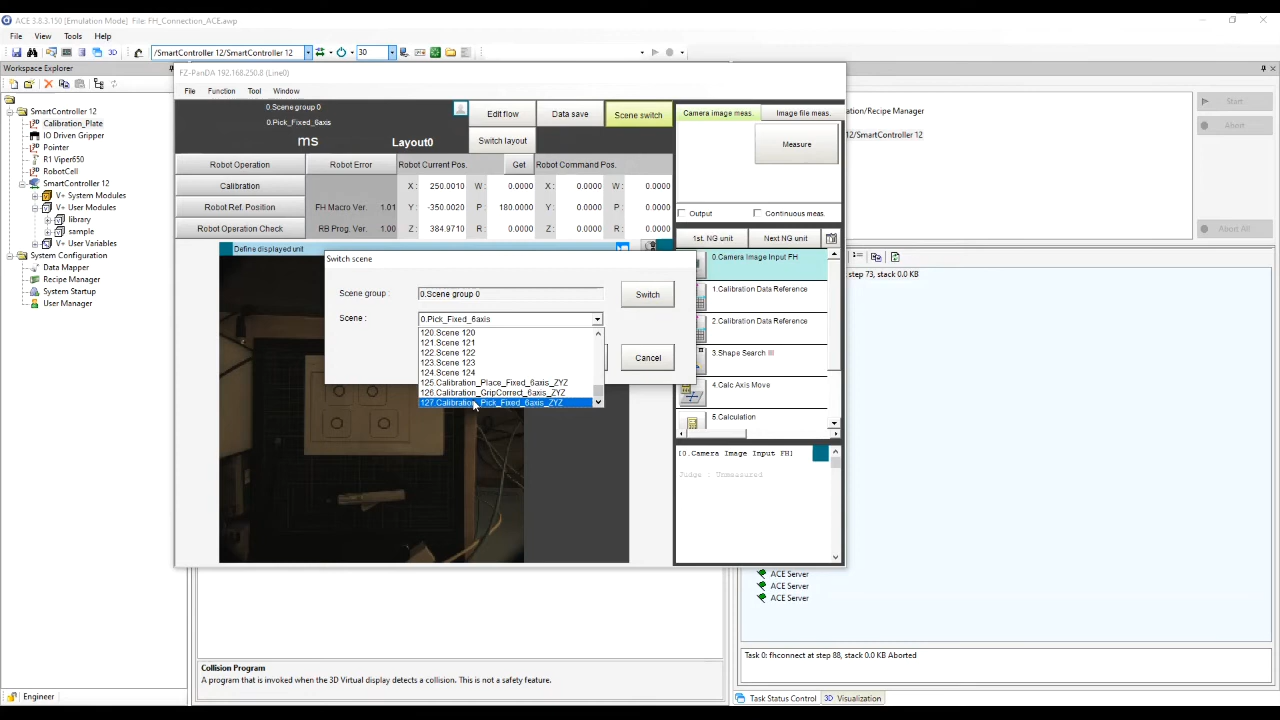 ACE 3.8.3.150 [Emulation Mode]   File: FH_Connection_ACE.awp
File View Tools Help
/SmartController 12/SmartController 12
30
Workspace Explorer
SmartController 12
Calibration_Plate
IO Driven Gripper
Pointer
R1 Viper650
RobotCell
SmartController 12
V+ System Modules
V+ User Modules
library
sample
V+ User Variables
System Configuration
Data Mapper
Recipe Manager
System Startup
User Manager
Engineer
FZ-PanDA 192.168.250.8 (Line0)
File Function Tool Window
0.Scene group 0
0.Pick_Fixed_6axis
ms
Layout0
Edit flow
Data save
Scene switch
Switch layout
Robot Operation
Robot Error
Robot Current Pos.
Get
Robot Command Pos.
Calibration
X : 250.0010 W : 0.0000 X : 0.0000 W : 0.0000
Robot Ref. Position
FH Macro Ver. 1.01
Y : -350.0020 P : 180.0000 Y : 0.0000 P : 0.0000
Robot Operation Check
RB Prog. Ver. 1.00
Z : 384.9710 R : 0.0000 Z : 0.0000 R : 0.0000
Define displayed unit
Switch scene
Scene group :
0.Scene group 0
Switch
Scene :
0.Pick_Fixed_6axis
120.Scene 120
121.Scene 121
122.Scene 122
123.Scene 123
124.Scene 124
125.Calibration_Place_Fixed_6axis_ZYZ
126.Calibration_GripCorrect_6axis_ZYZ
127.Calibration_Pick_Fixed_6axis_ZYZ
Cancel
Camera image meas.
Image file meas.
Measure
Output
Continuous meas.
1st. NG unit
Next NG unit
0.Camera Image Input FH
1.Calibration Data Reference
2.Calibration Data Reference
3.Shape Search III
4.Calc Axis Move
5.Calculation
[0.Camera Image Input FH]
Judge : Unmeasured
Collision Program
A program that is invoked when the 3D Virtual display detects a collision. This is not a safety feature.
ation/Recipe Manager
12/SmartController 12
Start
Abort
Abort All
step 73, stack 0.0 KB
ACE Server
ACE Server
ACE Server
Task 0: fhconnect at step 88, stack 0.0 KB Aborted
Task Status Control
3D Visualization